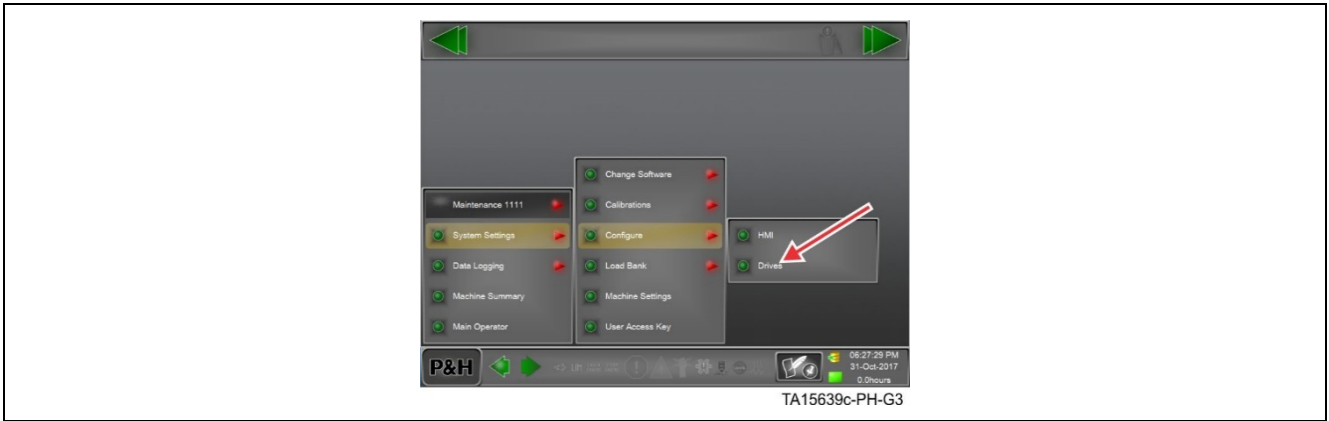 Change Software
Maintenance 1111
Calibrations
System Settings
Configure
HMI
Data Logging
Load Bank
Drives
Machine Summary
Machine Settings
Main Operator
User Access Key
P&H
06:27:29 PM
31-Oct-2017
0.0hours
TA15639c-PH-G3